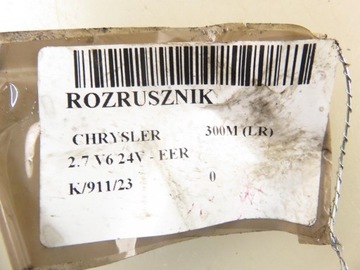 ROZRUSZNIK
CHRYSLER 300M (LR)
2.7 V6 24V - EER
K/911/23 0